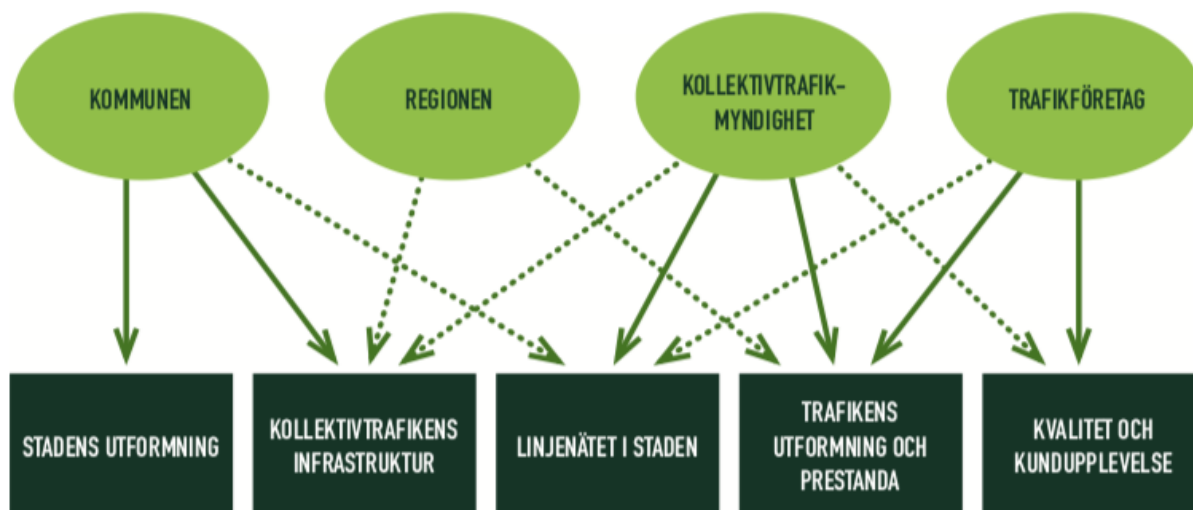 KOMMUNEN
REGIONEN
KOLLEKTIVTRAFIK-
MYNDIGHET
TRAFIKFÖRETAG
STADENS UTFORMNING
KOLLEKTIVTRAFIKENS
INFRASTRUKTUR
LINJENÄTET I STADEN
TRAFIKENS
UTFORMNING OCH
PRESTANDA
KVALITET OCH
KUNDUPPLEVELSE